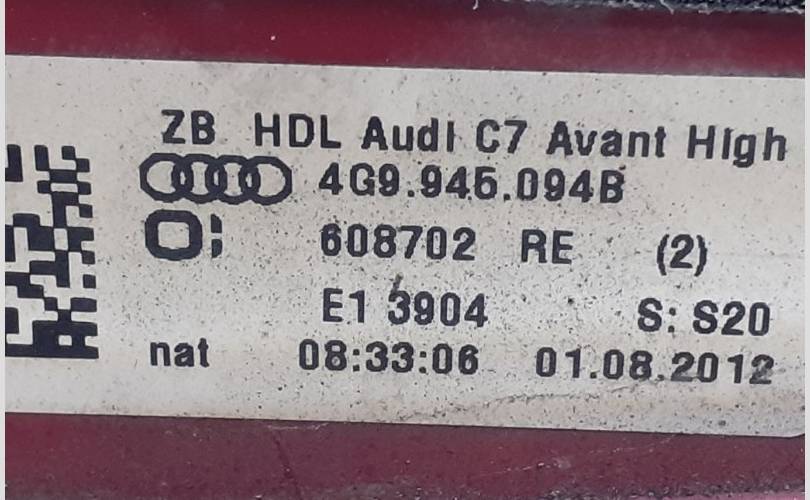 ZB HDL Audi C7 Avant High
4G9.945.094B
608702 RE (2)
E1 3904 S: S20
nat 08:33:06 01.08.2012